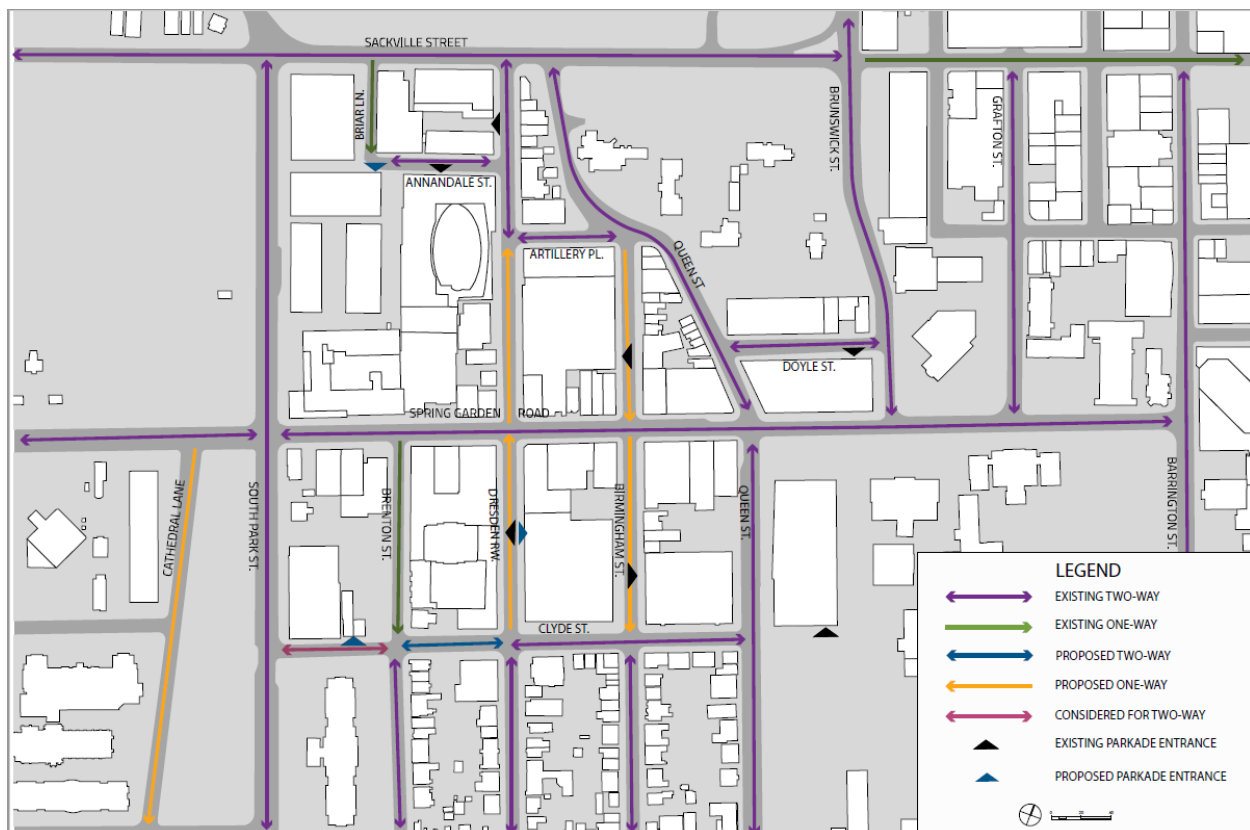 SACKVILLE STREET
BRIAR LN.
BRUNSWICK ST.
GRAFTON ST.
ANNANDALE ST.
ARTILLERY PL.
QUEEN ST.
DOYLE ST.
SPRING GARDEN ROAD
CATHEDRAL LANE
SOUTH PARK ST.
BRENTON ST.
DRESDEN RW.
BIRMINGHAM ST.
QUEEN ST.
BARRINGTON ST.
CLYDE ST.
LEGEND
EXISTING TWO-WAY
EXISTING ONE-WAY
PROPOSED TWO-WAY
PROPOSED ONE-WAY
CONSIDERED FOR TWO-WAY
EXISTING PARKADE ENTRANCE
PROPOSED PARKADE ENTRANCE